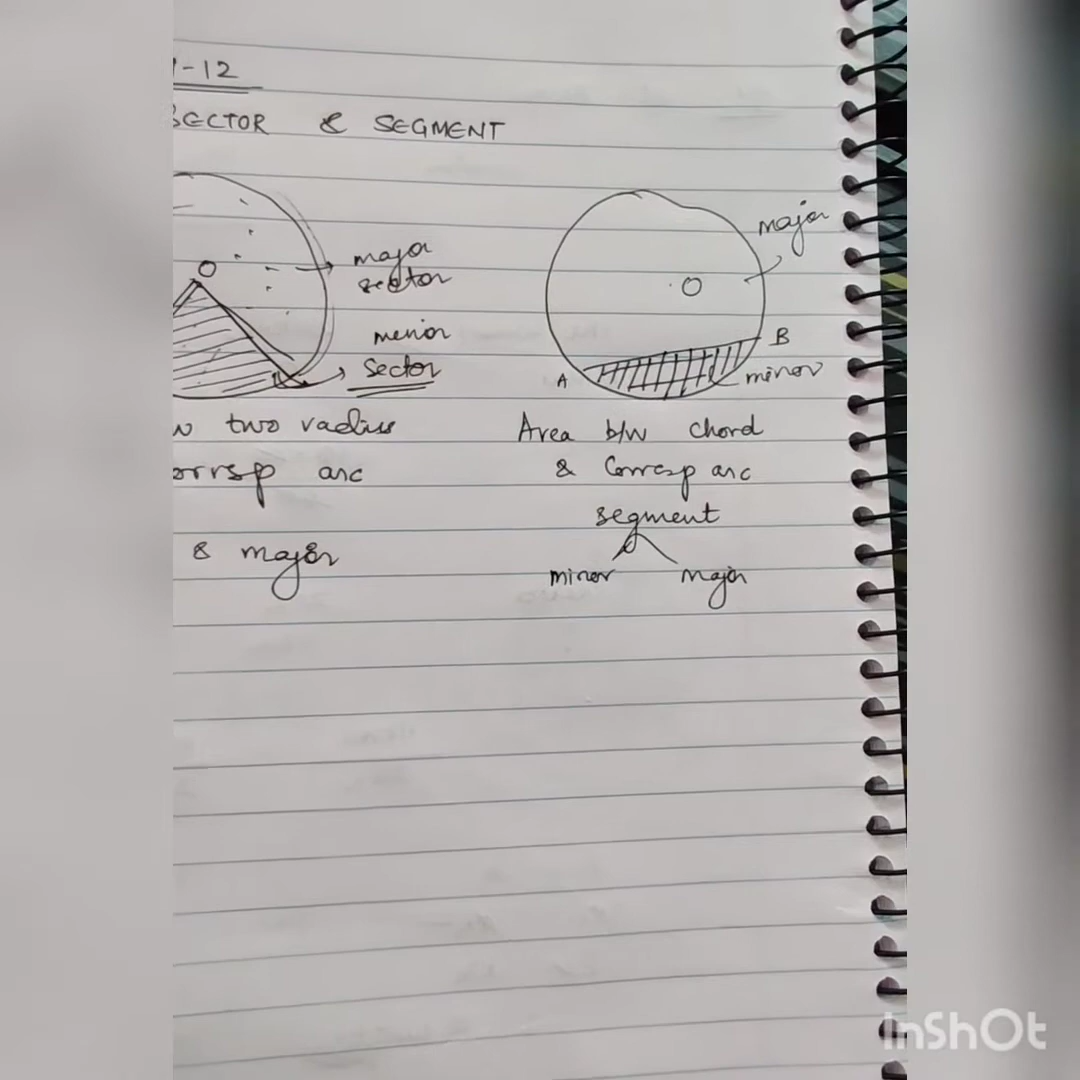 -12
SECTOR & SEGMENT
major
sector
O
menior
sector
major
O
B
A
minor
two radius
orrsp arc
& major
Area b/w chord
& Corresp arc
segment
minor major
InShOt